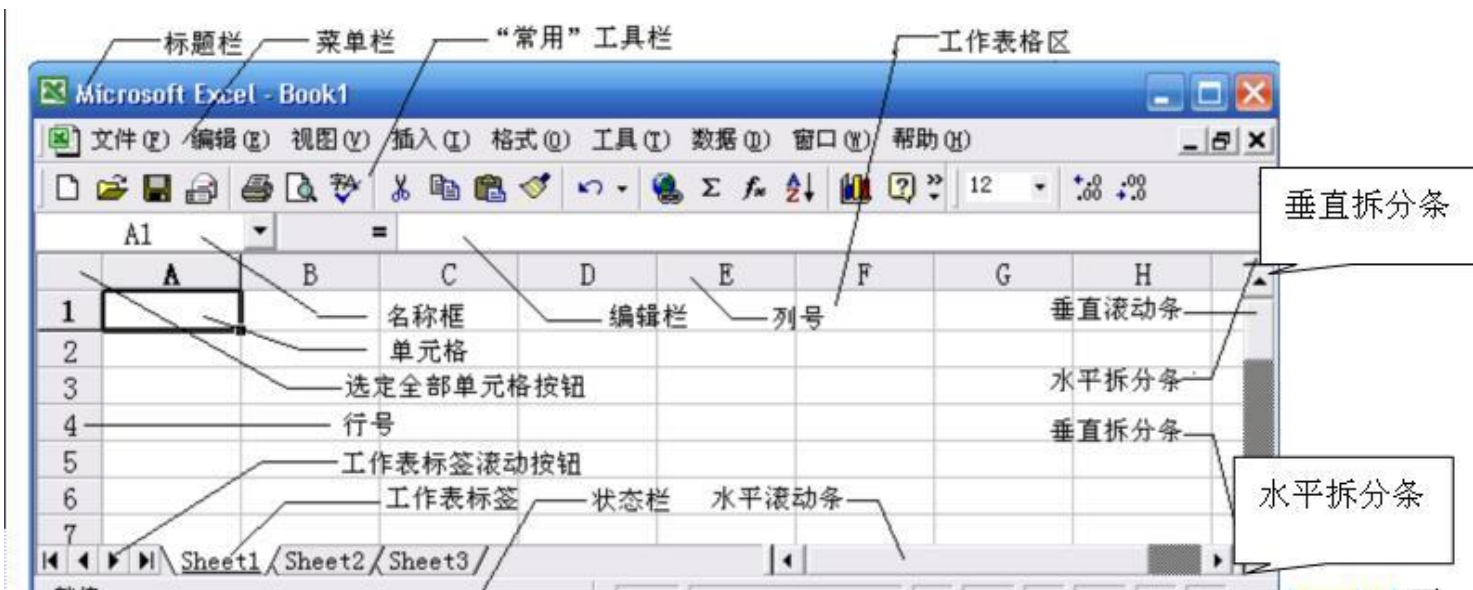 标题栏 菜单栏 “常用”工具栏 工作表格区
Microsoft Excel - Book1
文件(F) 编辑(E) 视图(V) 插入(I) 格式(O) 工具(T) 数据(D) 窗口(W) 帮助(H)
Σ fx 12
垂直拆分条
A1 =
A B C D E F G H
1 名称框 编辑栏 列号 垂直滚动条
2 单元格
3 选定全部单元格按钮 水平拆分条
4 行号 垂直拆分条
5 工作表标签滚动按钮
6 工作表标签 状态栏 水平滚动条
水平拆分条
7
Sheet1 Sheet2 Sheet3